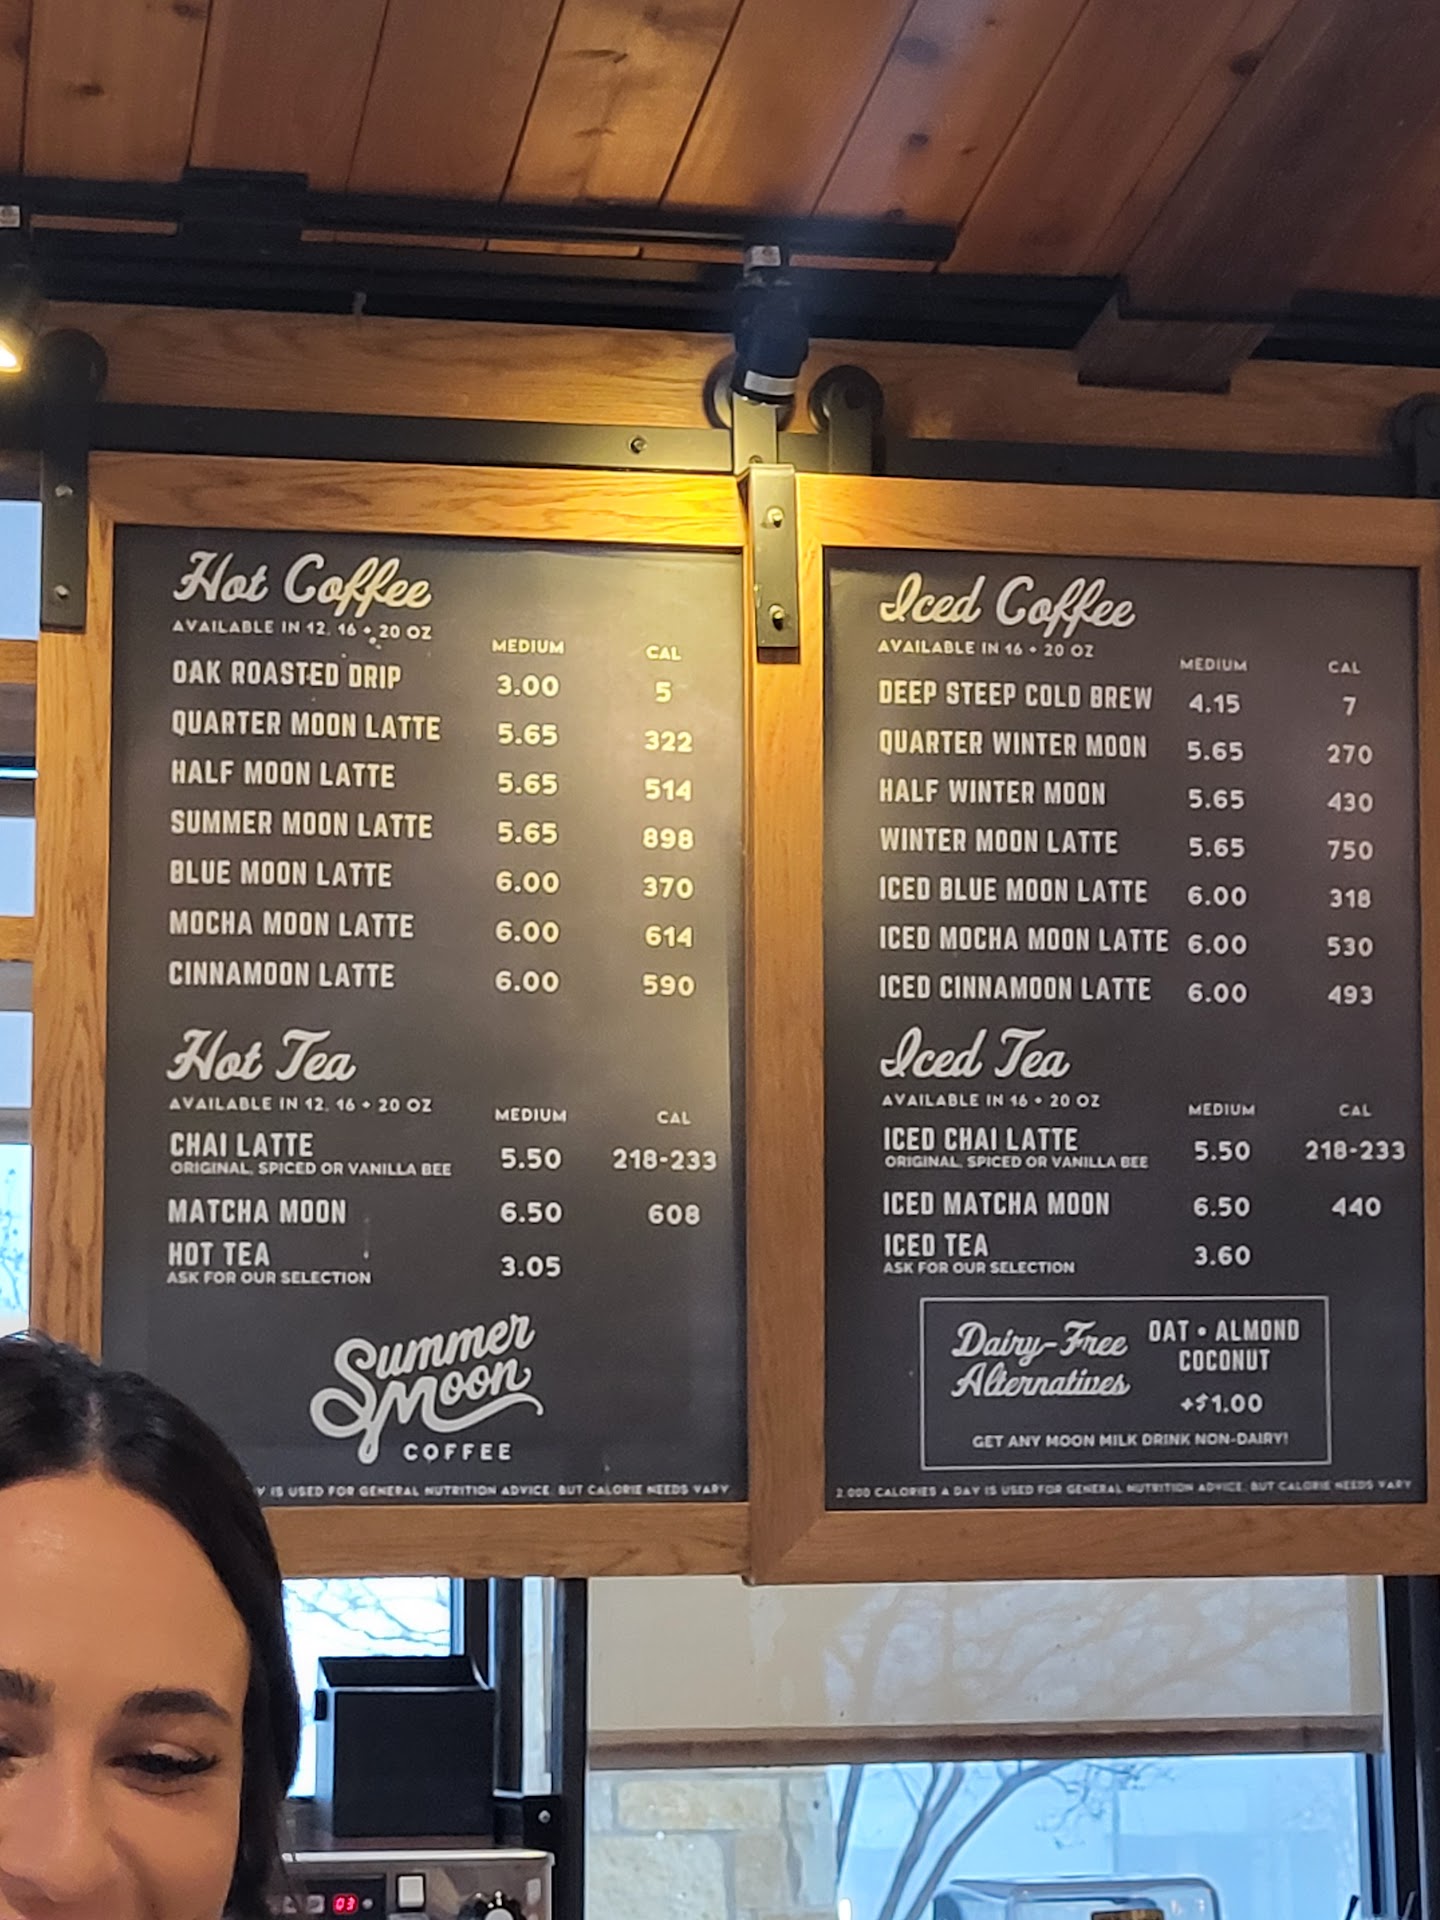 Hot Coffee
AVAILABLE IN 12, 16 + 20 OZ
MEDIUM CAL
OAK ROASTED DRIP 3.00 5
QUARTER MOON LATTE 5.65 322
HALF MOON LATTE 5.65 514
SUMMER MOON LATTE 5.65 898
BLUE MOON LATTE 6.00 370
MOCHA MOON LATTE 6.00 614
CINNAMOON LATTE 6.00 590
Hot Tea
AVAILABLE IN 12, 16 + 20 OZ
MEDIUM CAL
CHAI LATTE 5.50 218-233
ORIGINAL, SPICED OR VANILLA BEE
MATCHA MOON 6.50 608
HOT TEA 3.05
ASK FOR OUR SELECTION
Summer
Moon
COFFEE
Y IS USED FOR GENERAL NUTRITION ADVICE, BUT CALORIE NEEDS VARY
Iced Coffee
AVAILABLE IN 16 + 20 OZ
MEDIUM CAL
DEEP STEEP COLD BREW 4.15 7
QUARTER WINTER MOON 5.65 270
HALF WINTER MOON 5.65 430
WINTER MOON LATTE 5.65 750
ICED BLUE MOON LATTE 6.00 318
ICED MOCHA MOON LATTE 6.00 530
ICED CINNAMOON LATTE 6.00 493
Iced Tea
AVAILABLE IN 16 + 20 OZ
MEDIUM CAL
ICED CHAI LATTE 5.50 218-233
ORIGINAL, SPICED OR VANILLA BEE
ICED MATCHA MOON 6.50 440
ICED TEA 3.60
ASK FOR OUR SELECTION
Dairy-Free
Alternatives
OAT • ALMOND
COCONUT
+$1.00
GET ANY MOON MILK DRINK NON-DAIRY!
2,000 CALORIES A DAY IS USED FOR GENERAL NUTRITION ADVICE, BUT CALORIE NEEDS VARY
03